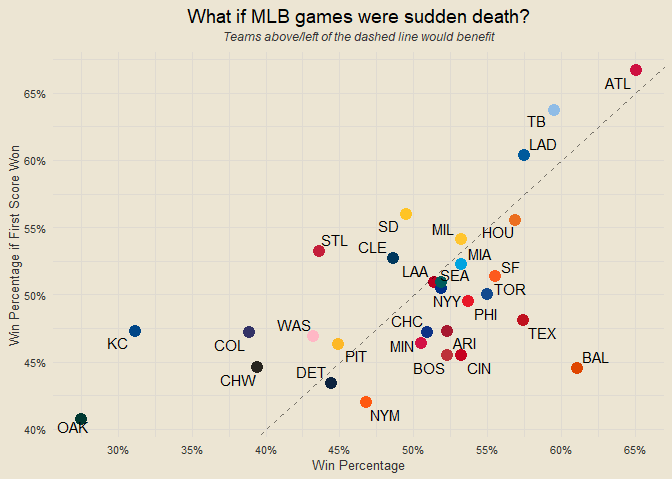 What if MLB games were sudden death?
Teams above/left of the dashed line would benefit
ATL
65%
TB
LAD
60%
SD
MIL
HOU
55%
STL
CLE
MIA
LAA
SEA
SF
TOR
50%
NYY
PHI
CHC
WAS
TEX
KC
COL
PIT
MIN
ARI
45%
CHW
DET
BOS
CIN
BAL
NYM
OAK
40%
30%
35%
40%
45%
50%
55%
60%
65%
Win Percentage
Win Percentage if First Score Won